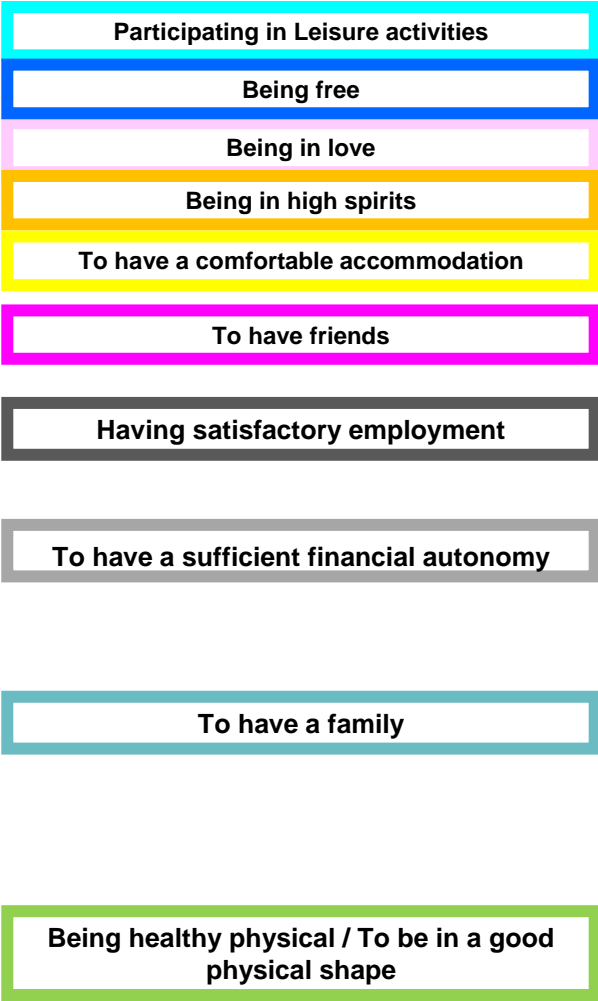 Participating in Leisure activities
Being free
Being in love
Being in high spirits
To have a comfortable accommodation
To have friends
Having satisfactory employment
To have a sufficient financial autonomy
To have a family
Being healthy physical / To be in a good
physical shape